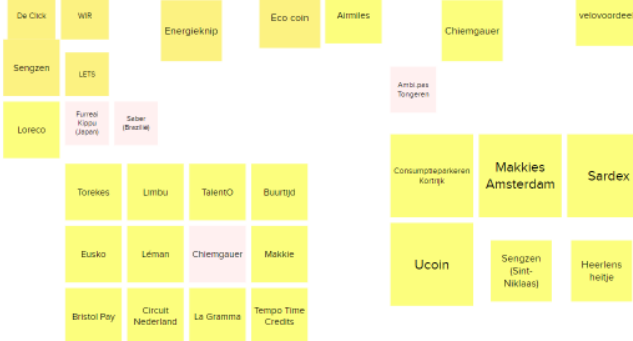 De Click
WIR
Energieknip
Eco coin
Airmiles
Chiemgauer
velovoordeel
Sengzen
LETS
Ambi.pas
Tongeren
Loreco
Furreai
Kippu
(Japan)
Saber
(Brazilië)
Consumptieparkeren
Kortrijk
Makkies
Amsterdam
Sardex
Torekes
Limbu
TalentO
Buurtijd
Eusko
Léman
Chiemgauer
Makkie
Ucoin
Sengzen
(Sint-
Niklaas)
Heerlens
heitje
Bristol Pay
Circuit
Nederland
La Gramma
Tempo Time
Credits